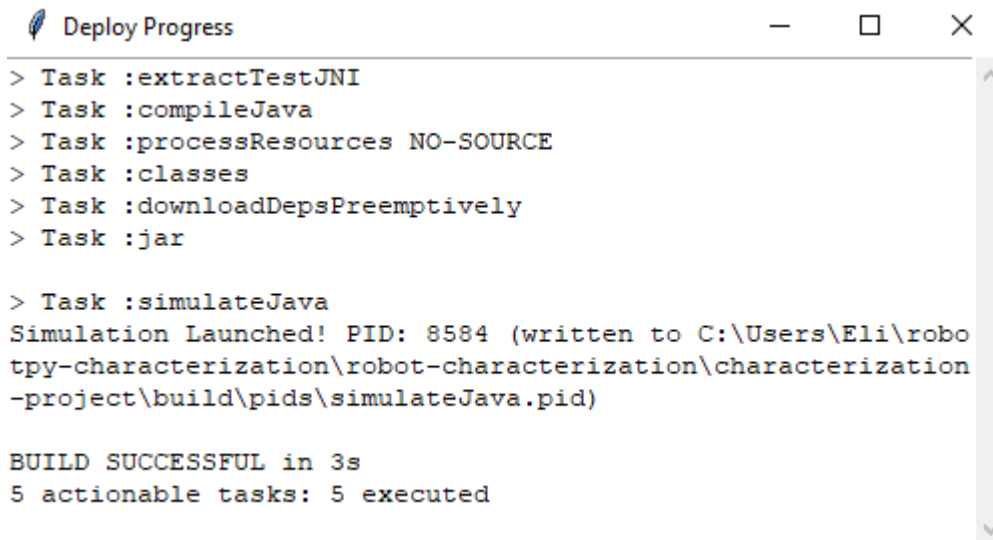 Deploy Progress
> Task :extractTestJNI
> Task :compileJava
> Task :processResources NO-SOURCE
> Task :classes
> Task :downloadDepsPreemptively
> Task :jar
> Task :simulateJava
Simulation Launched! PID: 8584 (written to C:\Users\Eli\robo
tpy-characterization\robot-characterization\characterization
-project\build\pids\simulateJava.pid)
BUILD SUCCESSFUL in 3s
5 actionable tasks: 5 executed